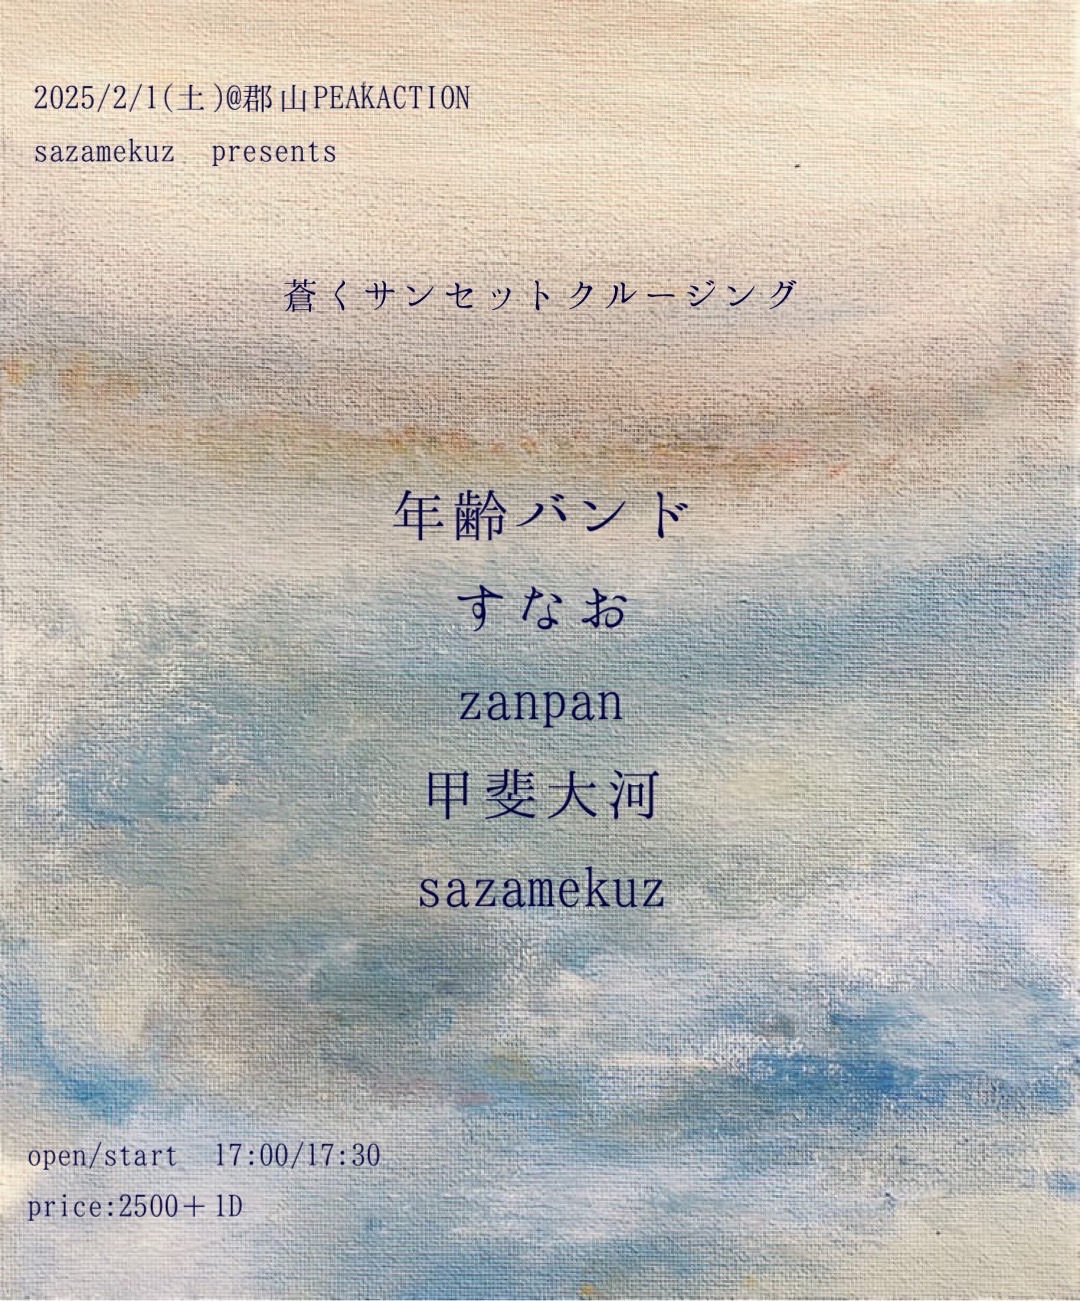 2025/2/1(土)@郡山PEAKACTION
sazamekuz presents
蒼くサンセットクルージング
年齢バンド
すなお
zanpan
甲斐大河
sazamekuz
open/start 17:00/17:30
price:2500＋1D